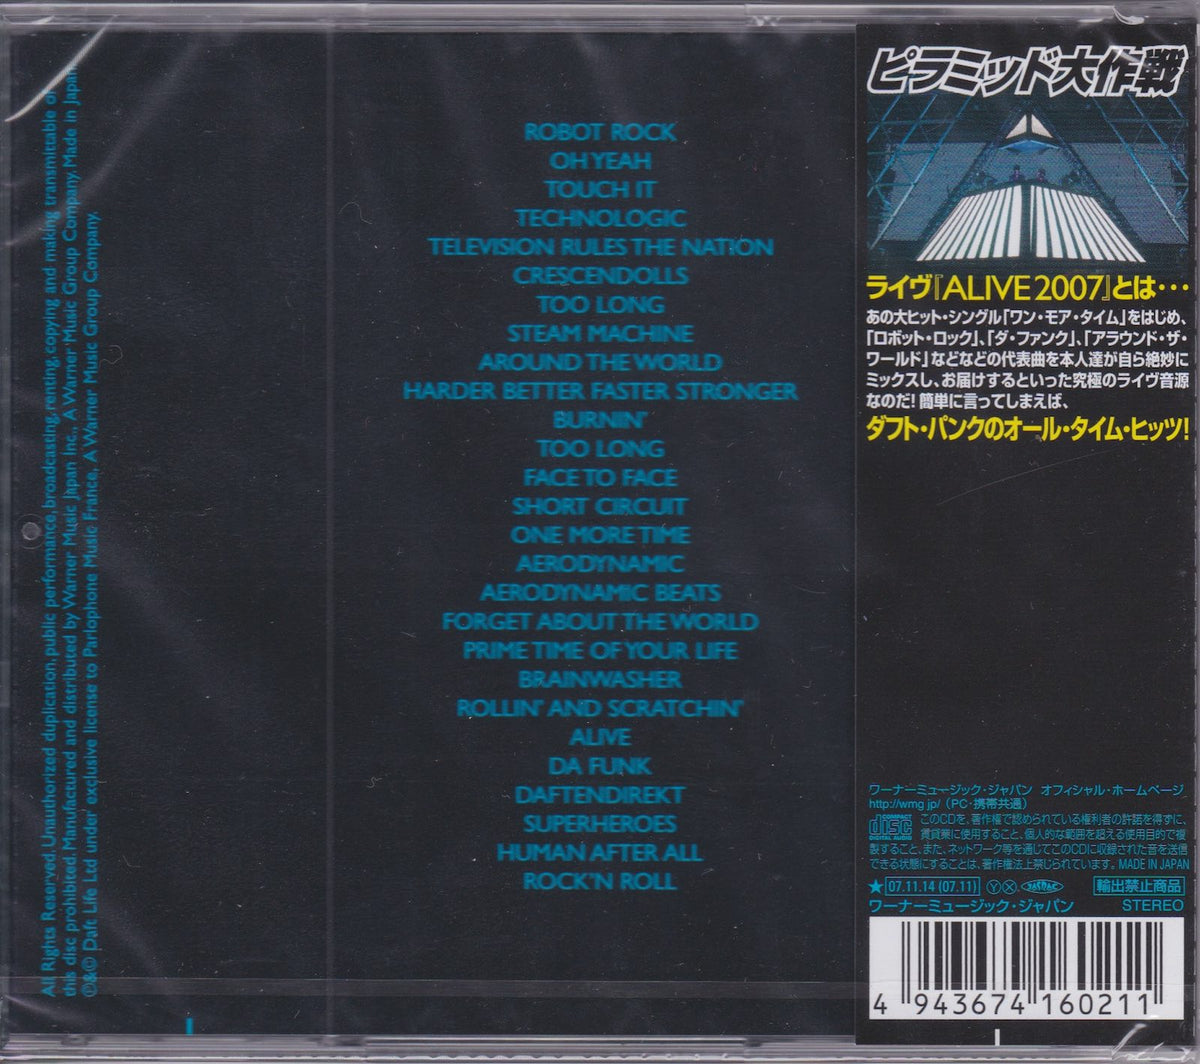 All Rights Reserved. Unauthorized duplication, public performance, broadcasting, renting, copying and making transmittable of
this disc prohibited. Manufactured and distributed by Warner Music Japan Inc., A Warner Music Group Company. Made in Japan.
℗&© Daft Life Ltd under exclusive license to Parlophone Music France, A Warner Music Group Company.
ROBOT ROCK
OH YEAH
TOUCH IT
TECHNOLOGIC
TELEVISION RULES THE NATION
CRESCENDOLLS
TOO LONG
STEAM MACHINE
AROUND THE WORLD
HARDER BETTER FASTER STRONGER
BURNIN'
TOO LONG
FACE TO FACE
SHORT CIRCUIT
ONE MORE TIME
AERODYNAMIC
AERODYNAMIC BEATS
FORGET ABOUT THE WORLD
PRIME TIME OF YOUR LIFE
BRAINWASHER
ROLLIN' AND SCRATCHIN'
ALIVE
DA FUNK
DAFTENDIREKT
SUPERHEROES
HUMAN AFTER ALL
ROCK'N ROLL
ピラミッド大作戦
ライヴ『ALIVE 2007』とは・・・
あの大ヒット・シングル「ワン・モア・タイム」をはじめ、
「ロボット・ロック」、「ダ・ファンク」、「アラウンド・ザ・
ワールド」などなどの代表曲を本人達が自ら絶妙に
ミックスし、お届けするといった究極のライヴ音源
なのだ!簡単に言ってしまえば、
ダフト・パンクのオール・タイム・ヒッツ!
ワーナーミュージック・ジャパン オフィシャル・ホームページ
http://wmg.jp/（PC・携帯共通）
COMPACT disc DIGITAL AUDIO
このCDを、著作権で認められている権利者の許諾を得ずに、
賃貸業に使用すること、個人的な範囲を超える使用目的で複
製すること、また、ネットワーク等を通じてこのCDに収録された音を送信
できる状態にすることは、著作権法上禁じられています。 MADE IN JAPAN
★ 07.11.14 (07.11) Ⓨ Ⓧ JASRAC 輸出禁止商品
ワーナーミュージック・ジャパン STEREO
4 943674 160211